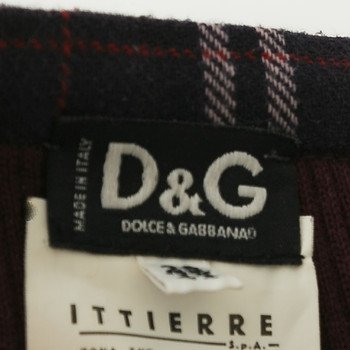 MADE IN ITALY
D&G
DOLCE & GABBANA
ITTIERRE
S.p.A.